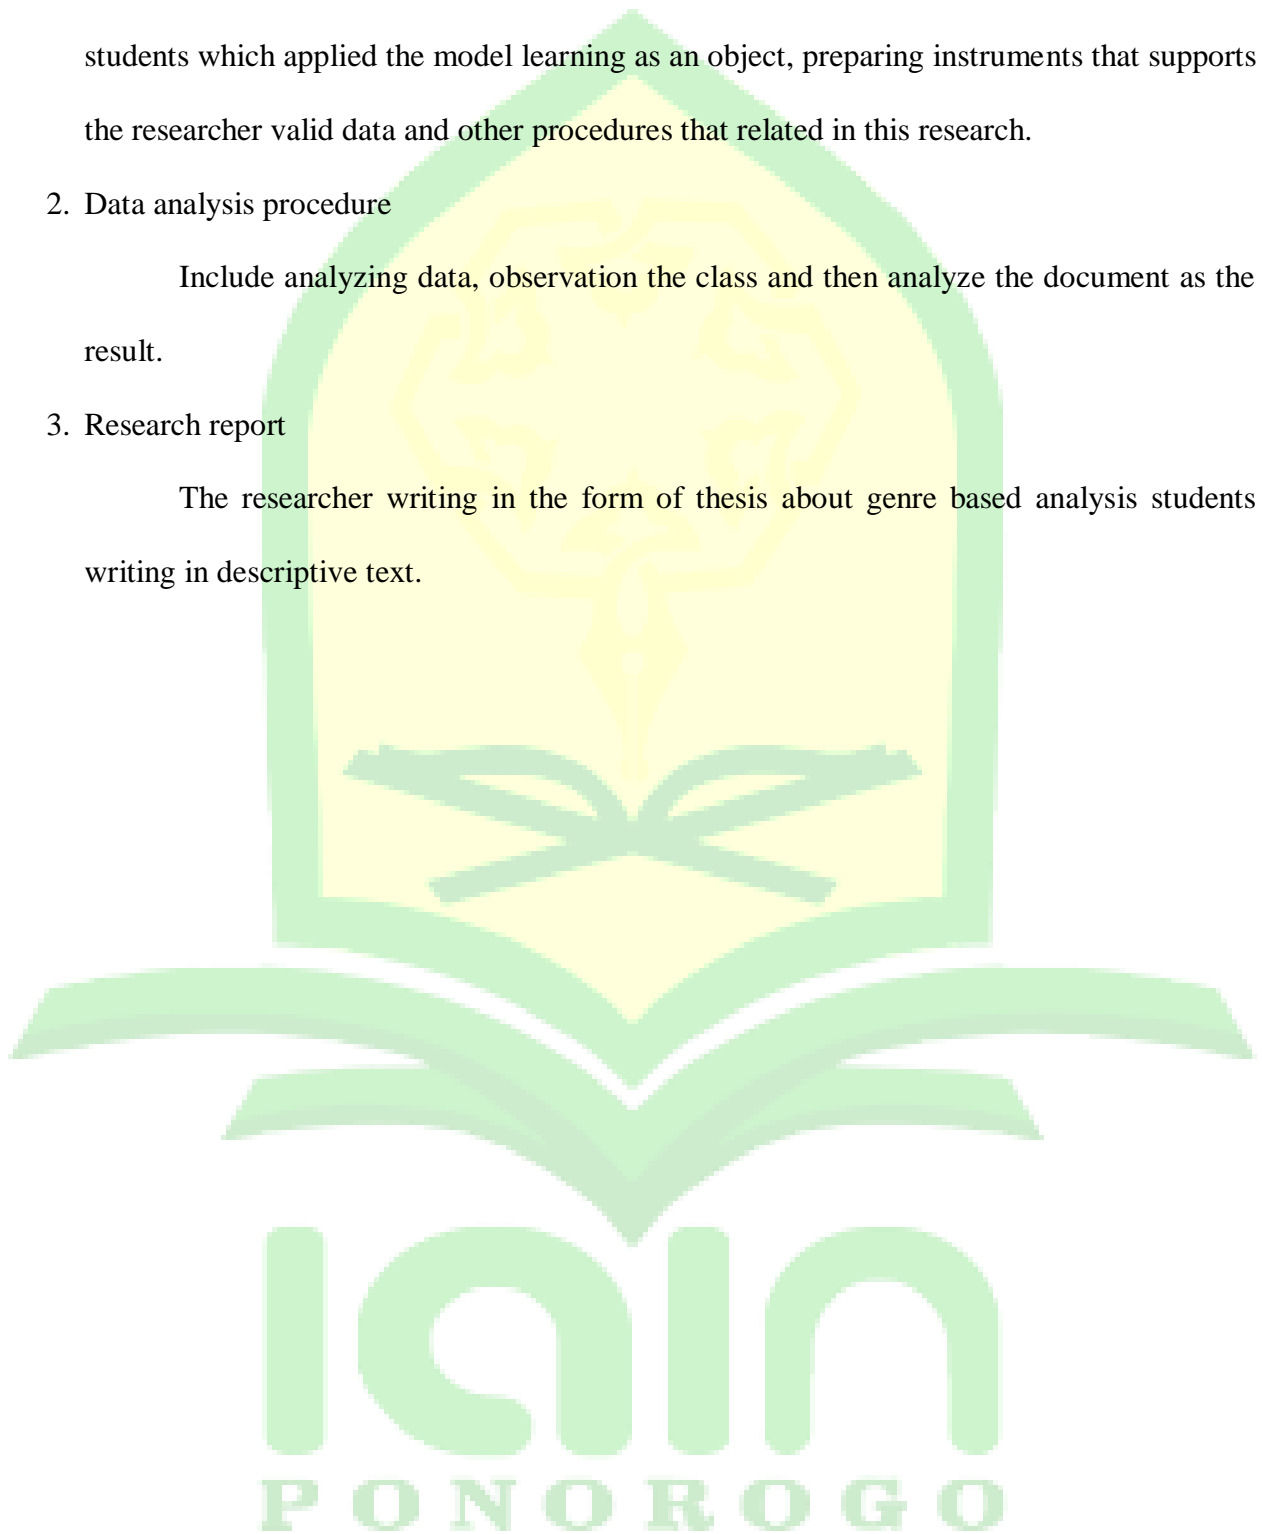 students which applied the model learning as an object, preparing instruments that supports
the researcher valid data and other procedures that related in this research.
2. Data analysis procedure
Include analyzing data, observation the class and then analyze the document as the
result.
3. Research report
The researcher writing in the form of thesis about genre based analysis students
writing in descriptive text.
iain
PONOROGO